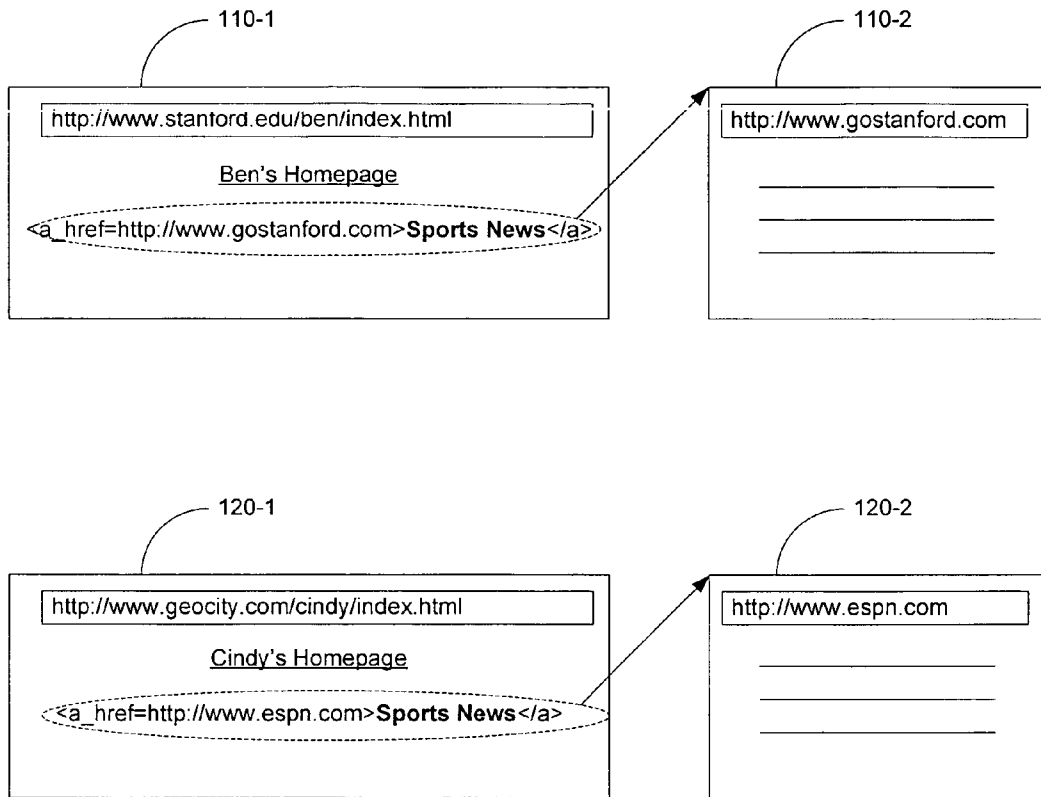 110-1
110-2
http://www.stanford.edu/ben/index.html
http://www.gostanford.com
Ben's Homepage
<a_href=http://www.gostanford.com>Sports News</a>
120-1
120-2
http://www.geocity.com/cindy/index.html
http://www.espn.com
Cindy's Homepage
<a_href=http://www.espn.com>Sports News</a>